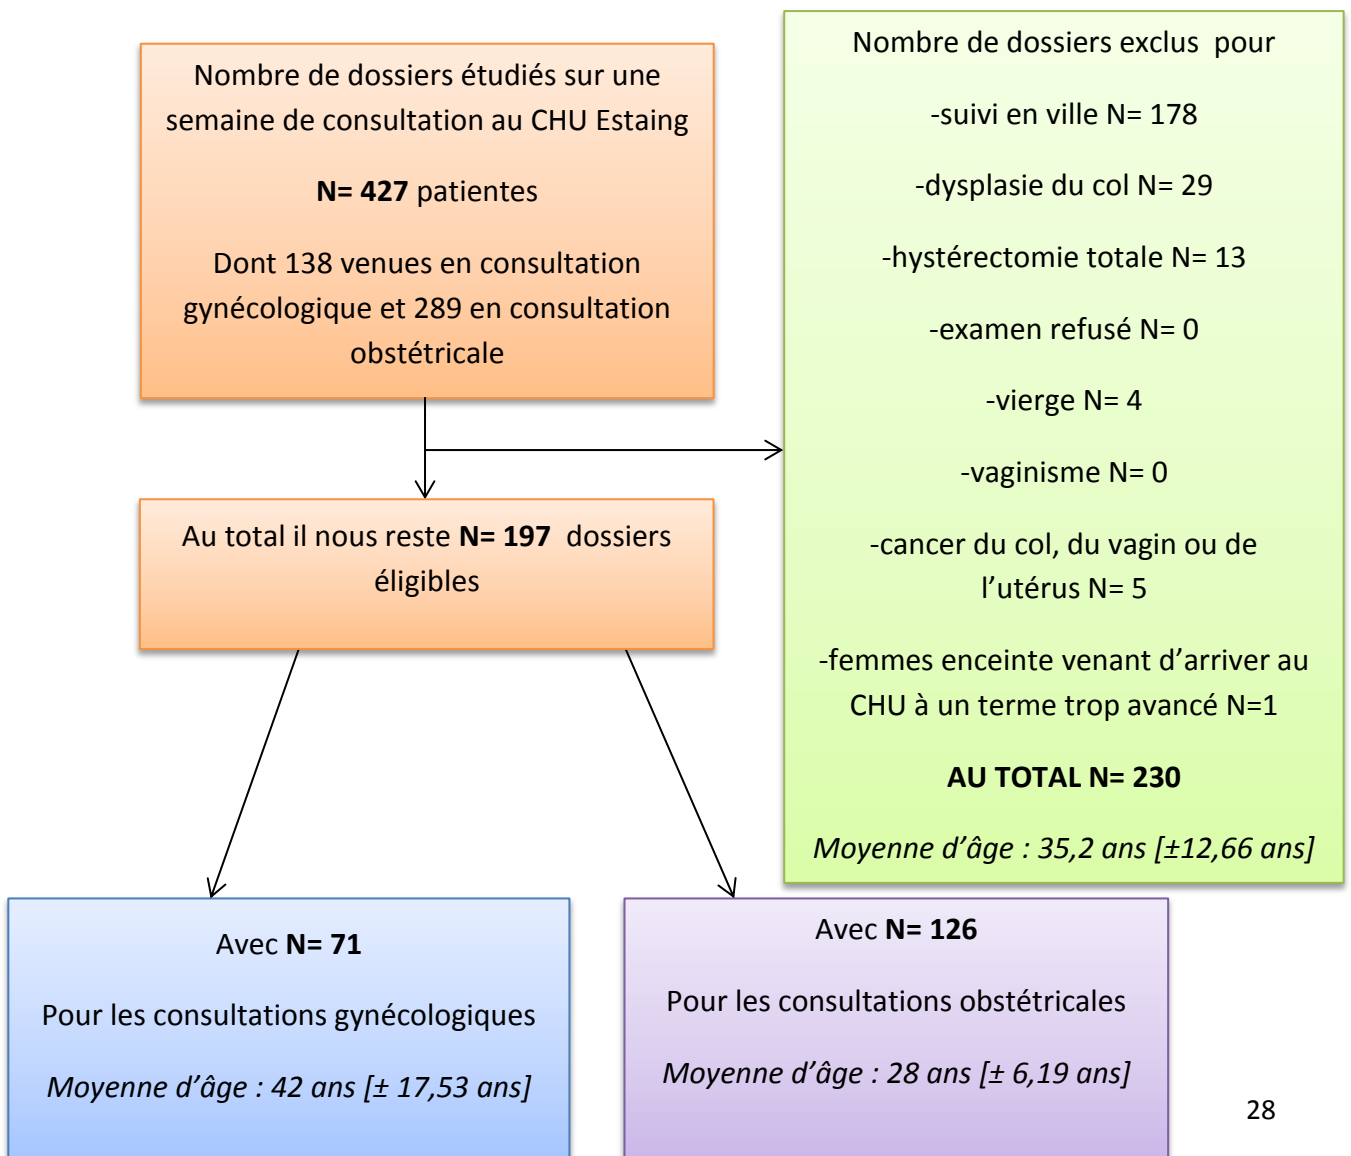 Nombre de dossiers étudiés sur une
semaine de consultation au CHU Estaing
N= 427 patientes
Dont 138 venues en consultation
gynécologique et 289 en consultation
obstétricale
Nombre de dossiers exclus  pour
-suivi en ville N= 178
-dysplasie du col N= 29
-hystérectomie totale N= 13
-examen refusé N= 0
-vierge N= 4
-vaginisme N= 0
-cancer du col, du vagin ou de
l’utérus N= 5
-femmes enceinte venant d’arriver au
CHU à un terme trop avancé N=1
AU TOTAL N= 230
Moyenne d’âge : 35,2 ans [±12,66 ans]
Au total il nous reste N= 197  dossiers
éligibles
Avec N= 71
Pour les consultations gynécologiques
Moyenne d’âge : 42 ans [± 17,53 ans]
Avec N= 126
Pour les consultations obstétricales
Moyenne d’âge : 28 ans [± 6,19 ans]
28